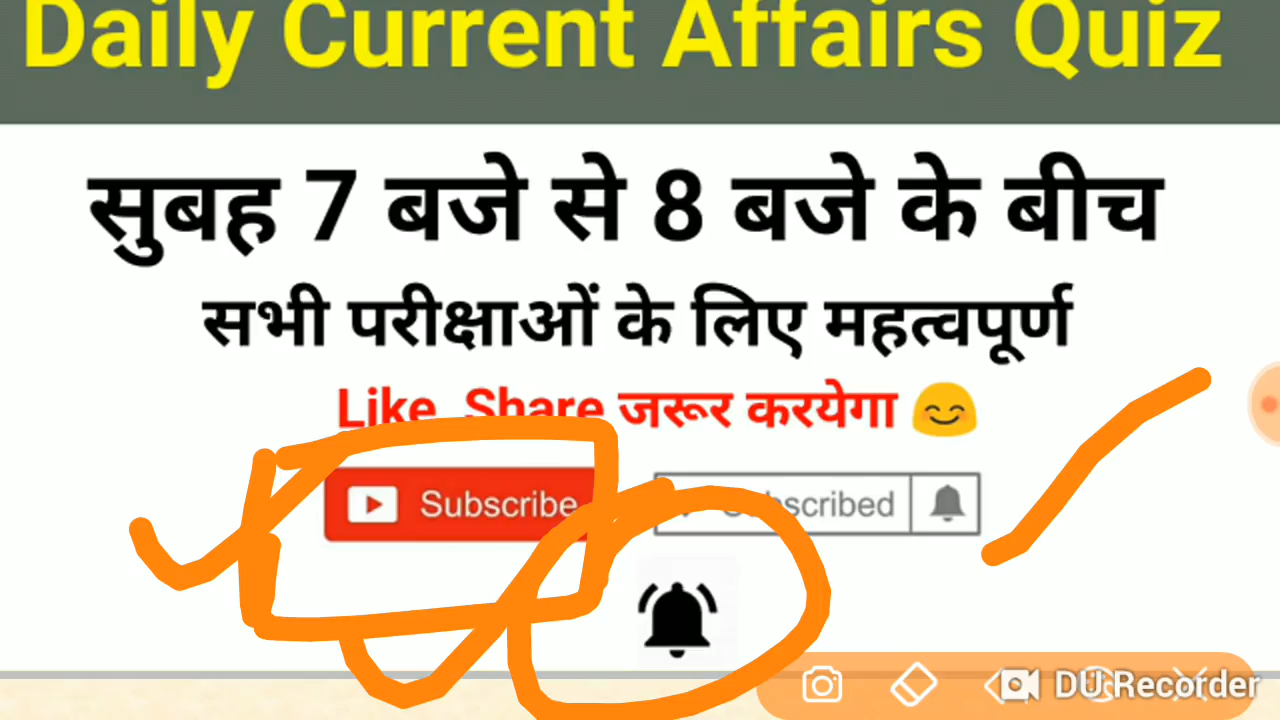 Daily Current Affairs Quiz
सुबह 7 बजे से 8 बजे के बीच
सभी परीक्षाओं के लिए महत्वपूर्ण
Like Share जरूर करयेगा
Subscribe Subscribed
DU Recorder